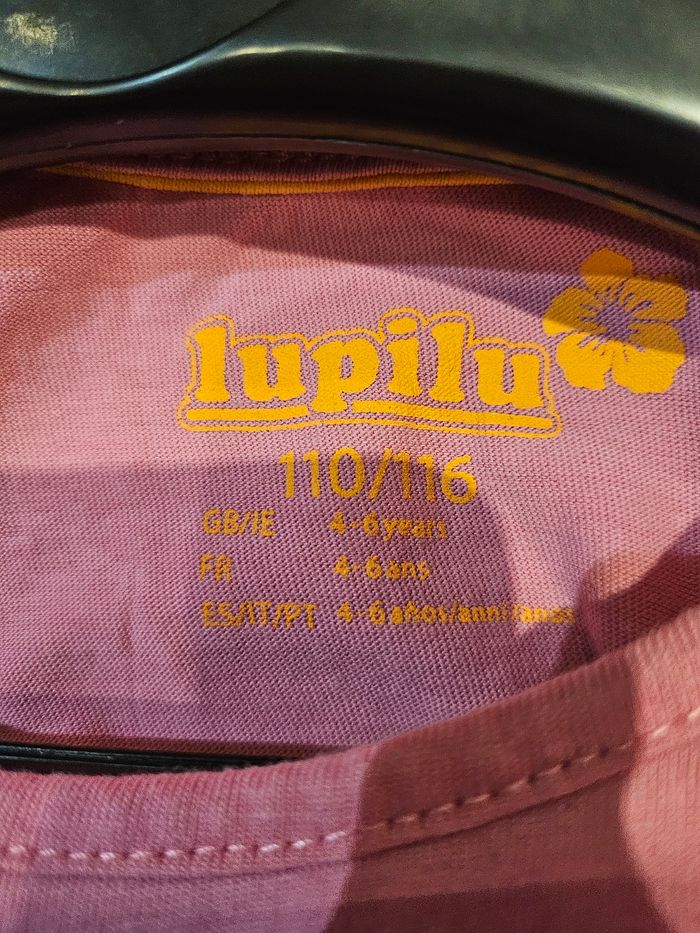 lupilu
110/116
GB/IE 4-6 years
FR 4-6 ans
ES/IT/PT 4-6 años/anni/anos